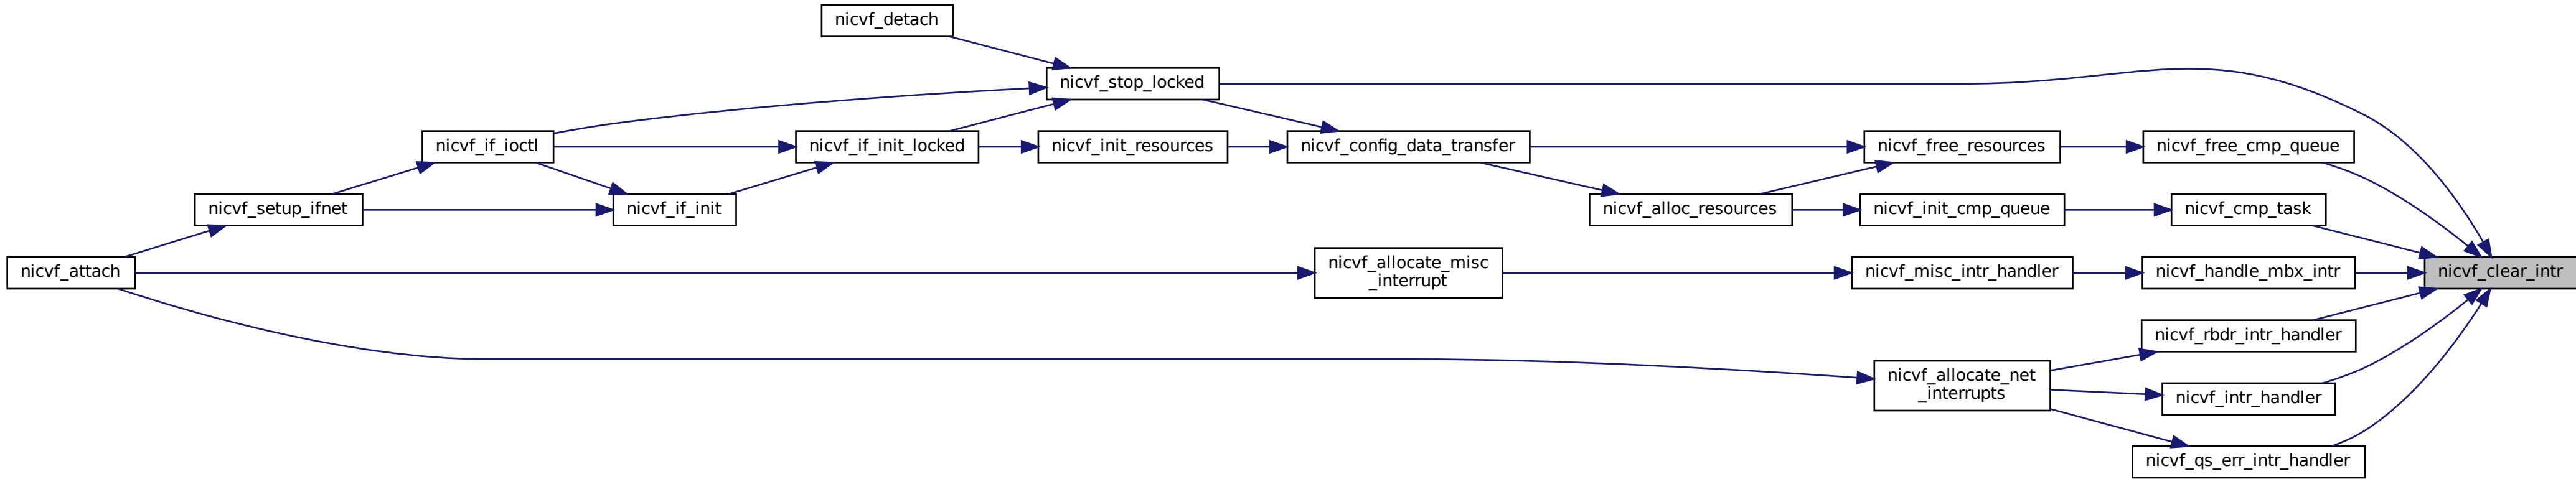 nicvf_detach
nicvf_stop_locked
nicvf_if_ioctl
nicvf_if_init_locked
nicvf_init_resources
nicvf_config_data_transfer
nicvf_free_resources
nicvf_free_cmp_queue
nicvf_setup_ifnet
nicvf_if_init
nicvf_alloc_resources
nicvf_init_cmp_queue
nicvf_cmp_task
nicvf_attach
nicvf_allocate_misc
_interrupt
nicvf_misc_intr_handler
nicvf_handle_mbx_intr
nicvf_clear_intr
nicvf_rbdr_intr_handler
nicvf_allocate_net
_interrupts
nicvf_intr_handler
nicvf_qs_err_intr_handler